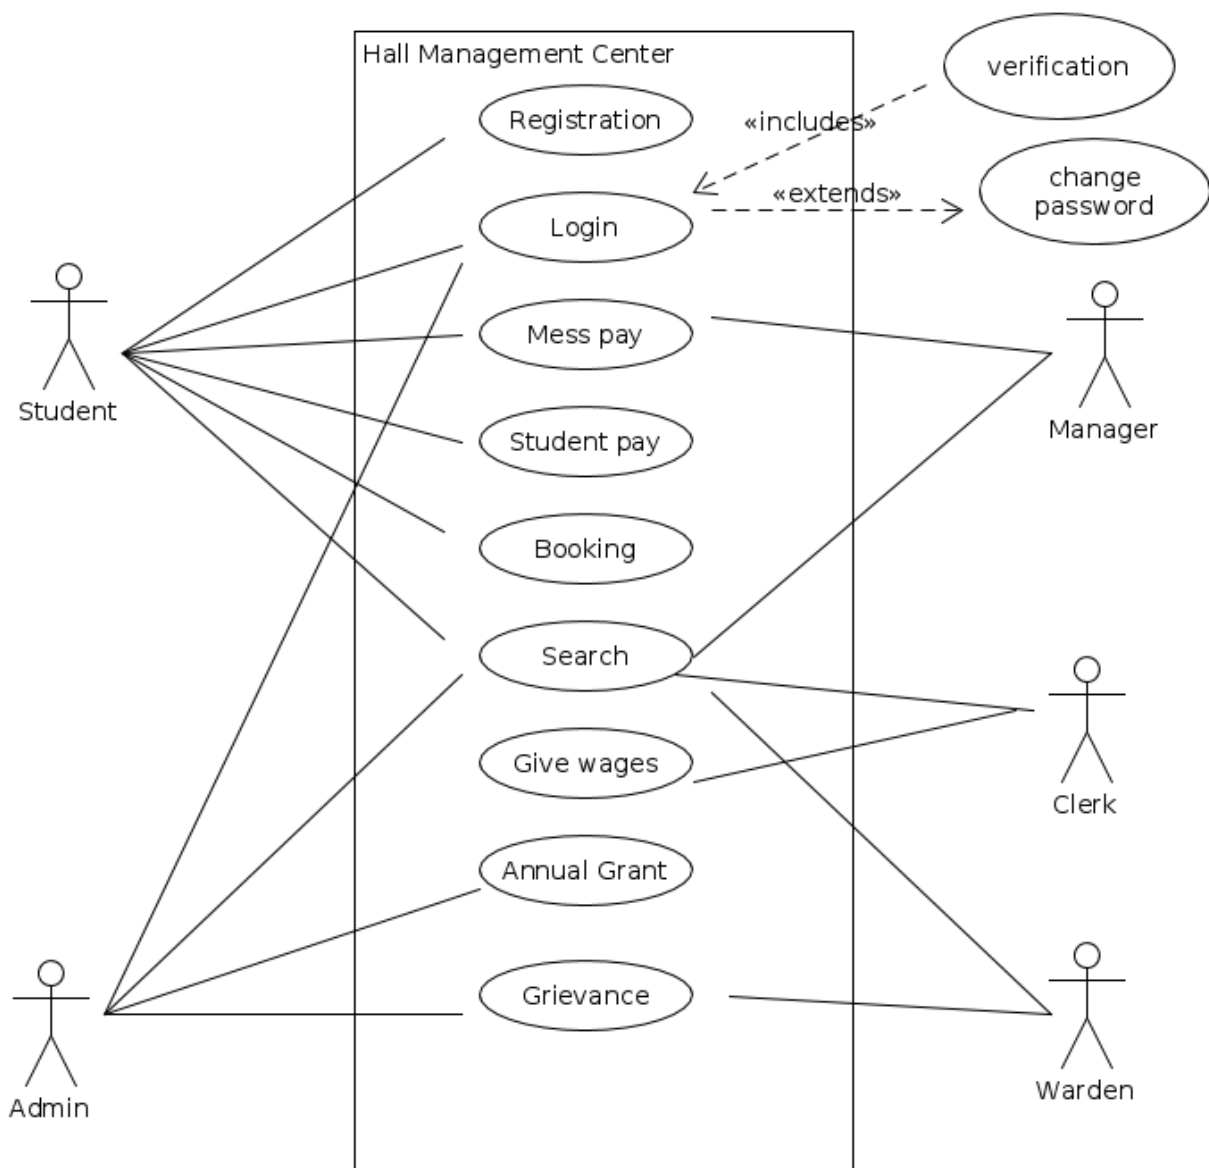 Hall Management Center
verification
Registration
«includes»
change
password
«extends»
Login
Mess pay
Student
Manager
Student pay
Booking
Search
Give wages
Clerk
Annual Grant
Grievance
Admin
Warden